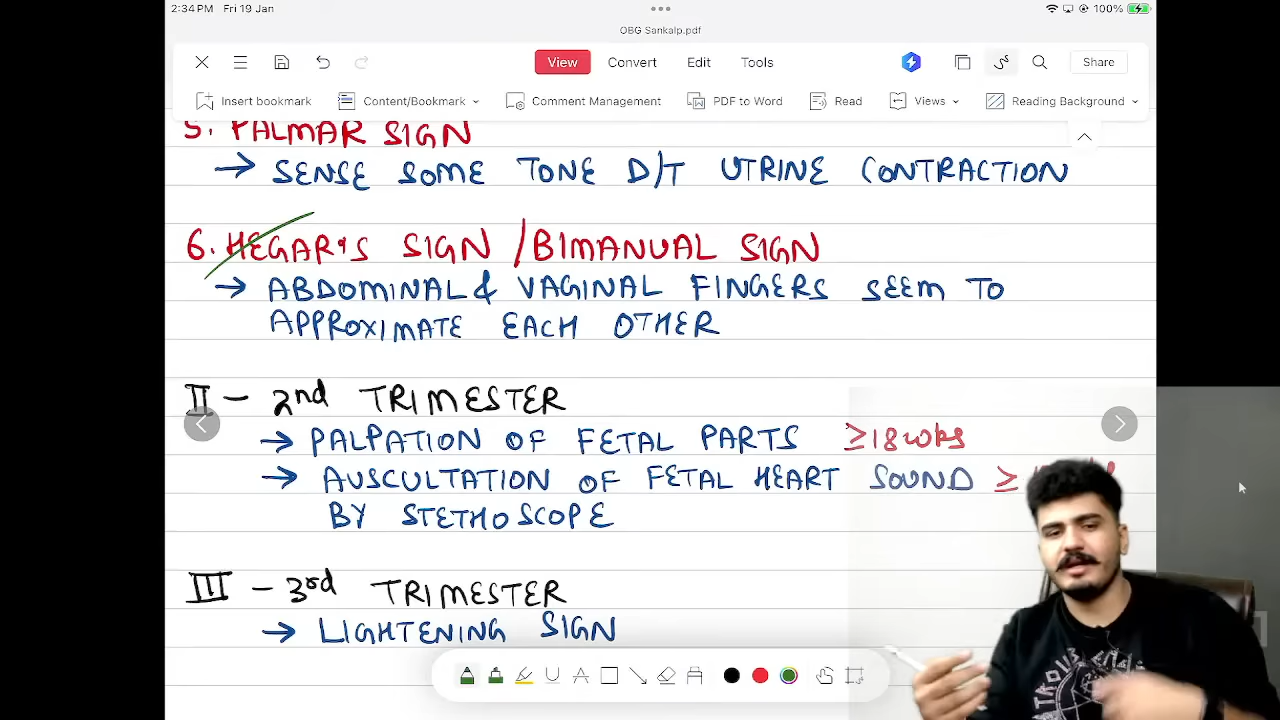 2:34 PM Fri 19 Jan
100%
OBG Sankalp.pdf
View Convert Edit Tools Share
Insert bookmark Content/Bookmark Comment Management PDF to Word Read Views Reading Background
5. PALMAR SIGN
→ SENSE SOME TONE D/T UTRINE CONTRACTION
6. HEGAR'S SIGN / BIMANUAL SIGN
→ ABDOMINAL & VAGINAL FINGERS SEEM TO
APPROXIMATE EACH OTHER
II - 2nd TRIMESTER
→ PALPATION OF FETAL PARTS ≥18wks
→ AUSCULTATION OF FETAL HEART SOUND ≥
BY STETHOSCOPE
III - 3rd TRIMESTER
→ LIGHTENING SIGN